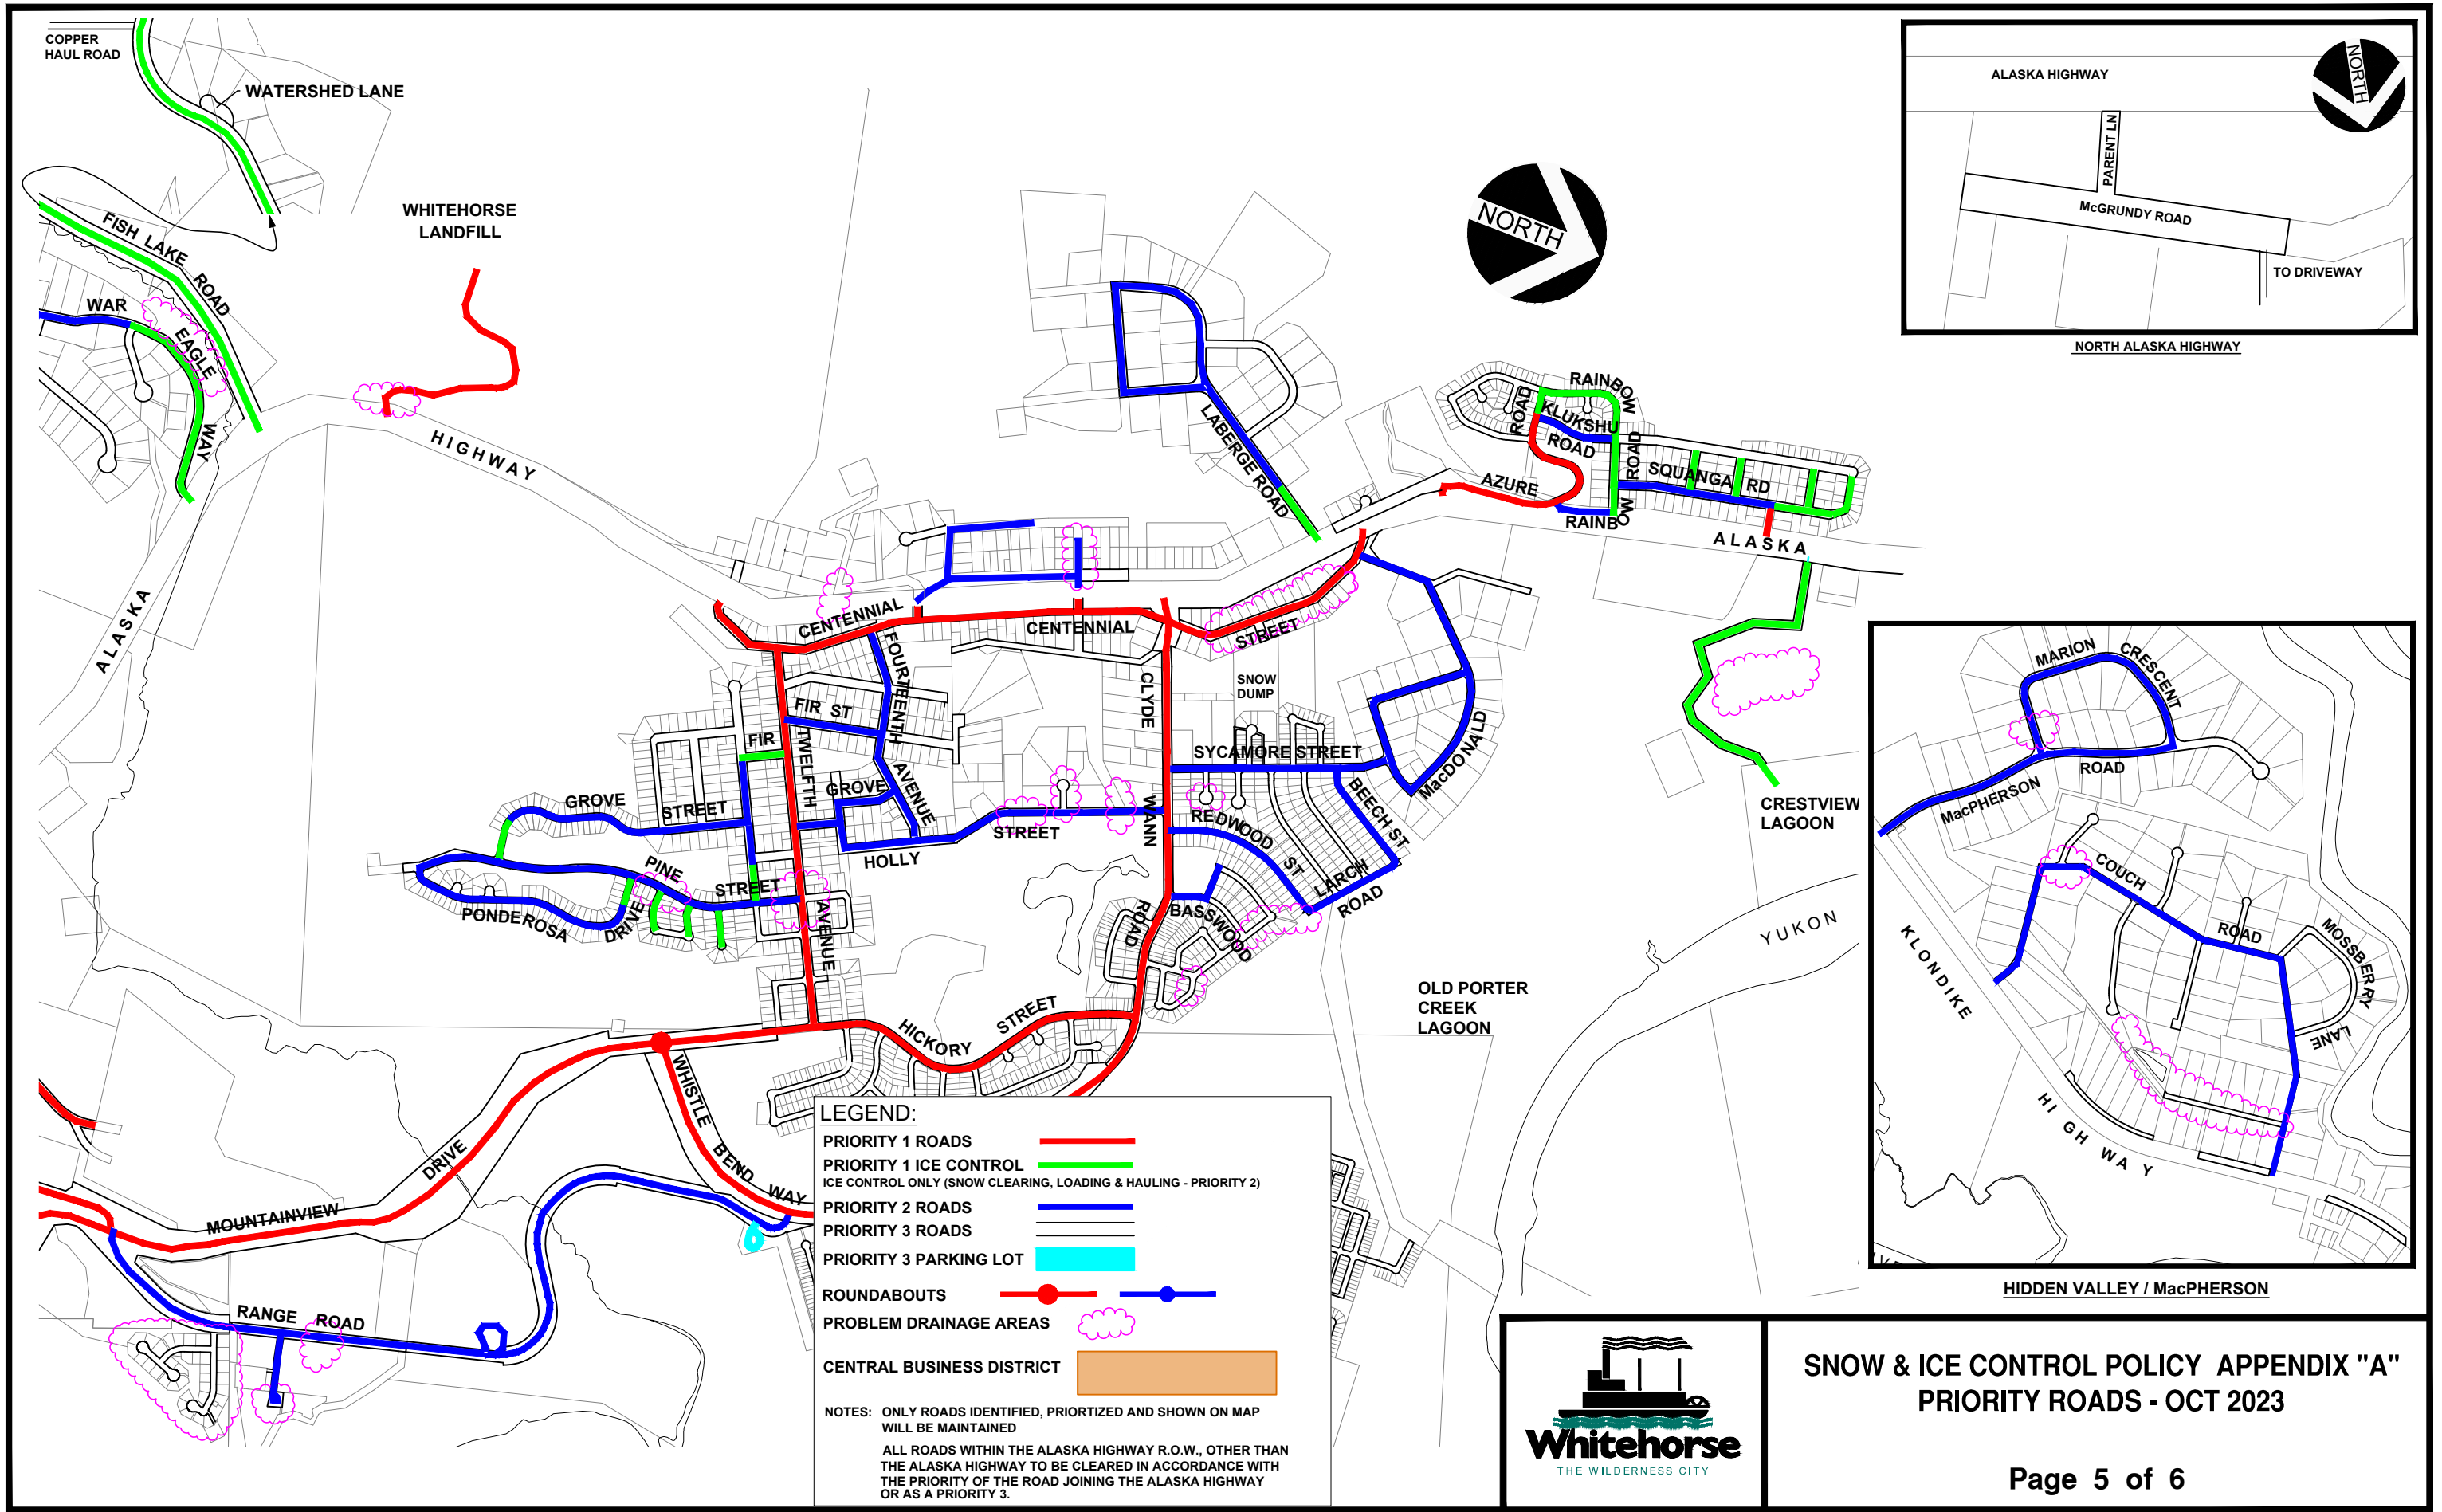 COPPER
HAUL ROAD
WATERSHED LANE
WHITEHORSE
LANDFILL
FISH LAKE ROAD
WAR EAGLE WAY
ALASKA
HIGHWAY
NORTH
LABERGE ROAD
ALASKA HIGHWAY
NORTH
PARENT LN
McGRUNDY ROAD
TO DRIVEWAY
NORTH ALASKA HIGHWAY
RAINBOW
ROAD
KLUKSHU
ROAD
ROAD
SQUANGA RD
AZURE
RAINBOW
ALASKA
CENTENNIAL
CENTENNIAL
STREET
FOURTEENTH
AVENUE
FIR ST
FIR
TWELFTH
AVENUE
GROVE
STREET
GROVE
HOLLY
STREET
CLYDE
WANN
ROAD
SNOW
DUMP
SYCAMORE STREET
MacDONALD
BEECH ST
REDWOOD ST
LARCH
ROAD
BASSWOOD
PINE
STREET
PONDEROSA
DRIVE
HICKORY
STREET
WHISTLE
BEND
WAY
MOUNTAINVIEW
DRIVE
RANGE ROAD
CRESTVIEW
LAGOON
YUKON
OLD PORTER
CREEK
LAGOON
MARION
CRESCENT
MacPHERSON
ROAD
COUCH
ROAD
MOSSBERRY
LANE
KLONDIKE
HIGHWAY
HIDDEN VALLEY / MacPHERSON
LEGEND:
PRIORITY 1 ROADS
PRIORITY 1 ICE CONTROL
ICE CONTROL ONLY (SNOW CLEARING, LOADING & HAULING - PRIORITY 2)
PRIORITY 2 ROADS
PRIORITY 3 ROADS
PRIORITY 3 PARKING LOT
ROUNDABOUTS
PROBLEM DRAINAGE AREAS
CENTRAL BUSINESS DISTRICT
NOTES: ONLY ROADS IDENTIFIED, PRIORTIZED AND SHOWN ON MAP
WILL BE MAINTAINED
ALL ROADS WITHIN THE ALASKA HIGHWAY R.O.W., OTHER THAN
THE ALASKA HIGHWAY TO BE CLEARED IN ACCORDANCE WITH
THE PRIORITY OF THE ROAD JOINING THE ALASKA HIGHWAY
OR AS A PRIORITY 3.
Whitehorse
THE WILDERNESS CITY
SNOW & ICE CONTROL POLICY APPENDIX "A"
PRIORITY ROADS - OCT 2023
Page 5 of 6